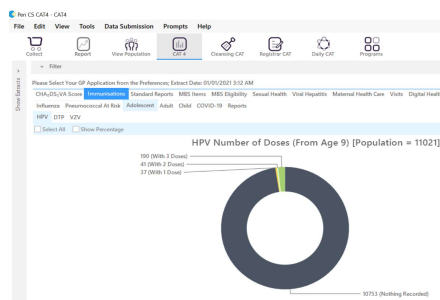 Pen CS CAT4 - CAT4
File Edit View Tools Data Submission Prompts Help
Collect Report View Population CAT 4 Cleansing CAT Registrar CAT Daily CAT Programs
Filter
Show Extracts
Please Select Your GP Application from the Preferences; Extract Date: 01/01/2021 3:12 AM
CHA₂DS₂VA Score Immunisations Standard Reports MBS Items MBS Eligibility Sexual Health Viral Hepatitis Maternal Health Care Visits Digital Healt
Influenza Pneumococcal At Risk Adolescent Adult Child COVID-19 Reports
HPV DTP VZV
Select All Show Percentage
HPV Number of Doses (From Age 9) [Population = 11021]
190 (With 3 Doses)
41 (With 2 Doses)
37 (With 1 Dose)
10753 (Nothing Recorded)